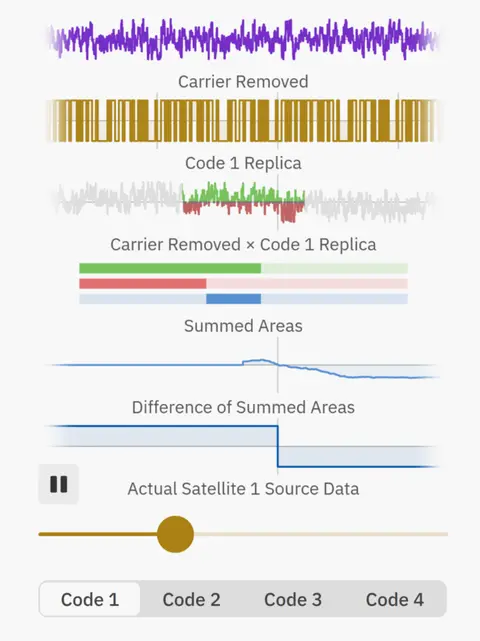 Carrier Removed
Code 1 Replica
Carrier Removed × Code 1 Replica
Summed Areas
Difference of Summed Areas
Actual Satellite 1 Source Data
Code 1 Code 2 Code 3 Code 4